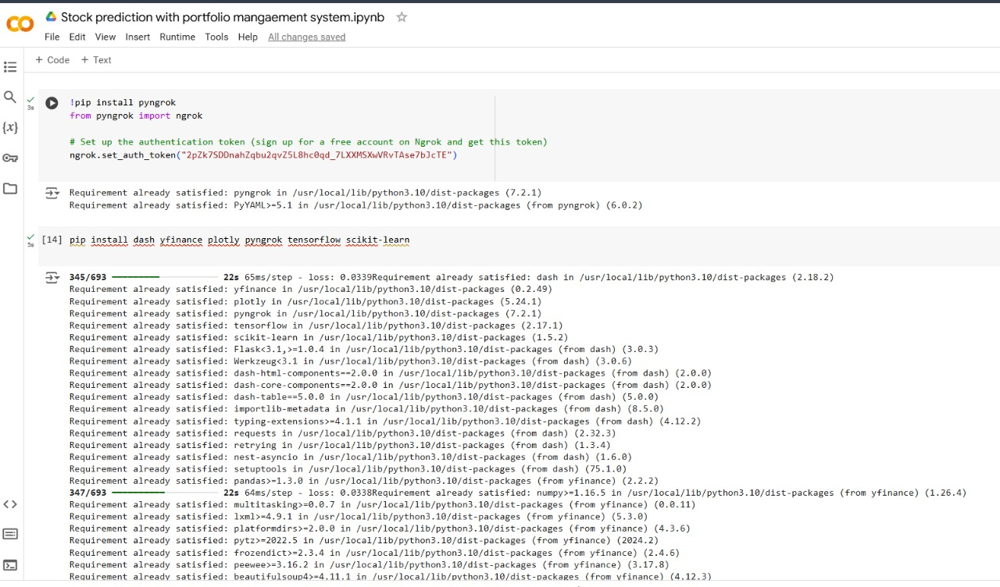 Stock prediction with portfolio mangaement system.ipynb
File Edit View Insert Runtime Tools Help All changes saved
+ Code + Text
3s
!pip install pyngrok
from pyngrok import ngrok
# Set up the authentication token (sign up for a free account on Ngrok and get this token)
ngrok.set_auth_token("2pZk7SDDnahZqbu2qvZ5L8hc0qd_7LXXMSXwVRvTAse7bJcTE")
Requirement already satisfied: pyngrok in /usr/local/lib/python3.10/dist-packages (7.2.1)
Requirement already satisfied: PyYAML>=5.1 in /usr/local/lib/python3.10/dist-packages (from pyngrok) (6.0.2)
5s [14] pip install dash yfinance plotly pyngrok tensorflow scikit-learn
345/693 22s 65ms/step - loss: 0.0339Requirement already satisfied: dash in /usr/local/lib/python3.10/dist-packages (2.18.2)
Requirement already satisfied: yfinance in /usr/local/lib/python3.10/dist-packages (0.2.49)
Requirement already satisfied: plotly in /usr/local/lib/python3.10/dist-packages (5.24.1)
Requirement already satisfied: pyngrok in /usr/local/lib/python3.10/dist-packages (7.2.1)
Requirement already satisfied: tensorflow in /usr/local/lib/python3.10/dist-packages (2.17.1)
Requirement already satisfied: scikit-learn in /usr/local/lib/python3.10/dist-packages (1.5.2)
Requirement already satisfied: Flask<3.1,>=1.0.4 in /usr/local/lib/python3.10/dist-packages (from dash) (3.0.3)
Requirement already satisfied: Werkzeug<3.1 in /usr/local/lib/python3.10/dist-packages (from dash) (3.0.6)
Requirement already satisfied: dash-html-components==2.0.0 in /usr/local/lib/python3.10/dist-packages (from dash) (2.0.0)
Requirement already satisfied: dash-core-components==2.0.0 in /usr/local/lib/python3.10/dist-packages (from dash) (2.0.0)
Requirement already satisfied: dash-table==5.0.0 in /usr/local/lib/python3.10/dist-packages (from dash) (5.0.0)
Requirement already satisfied: importlib-metadata in /usr/local/lib/python3.10/dist-packages (from dash) (8.5.0)
Requirement already satisfied: typing-extensions>=4.1.1 in /usr/local/lib/python3.10/dist-packages (from dash) (4.12.2)
Requirement already satisfied: requests in /usr/local/lib/python3.10/dist-packages (from dash) (2.32.3)
Requirement already satisfied: retrying in /usr/local/lib/python3.10/dist-packages (from dash) (1.3.4)
Requirement already satisfied: nest-asyncio in /usr/local/lib/python3.10/dist-packages (from dash) (1.6.0)
Requirement already satisfied: setuptools in /usr/local/lib/python3.10/dist-packages (from dash) (75.1.0)
Requirement already satisfied: pandas>=1.3.0 in /usr/local/lib/python3.10/dist-packages (from yfinance) (2.2.2)
347/693 22s 64ms/step - loss: 0.0338Requirement already satisfied: numpy>=1.16.5 in /usr/local/lib/python3.10/dist-packages (from yfinance) (1.26.4)
Requirement already satisfied: multitasking>=0.0.7 in /usr/local/lib/python3.10/dist-packages (from yfinance) (0.0.11)
Requirement already satisfied: lxml>=4.9.1 in /usr/local/lib/python3.10/dist-packages (from yfinance) (5.3.0)
Requirement already satisfied: platformdirs>=2.0.0 in /usr/local/lib/python3.10/dist-packages (from yfinance) (4.3.6)
Requirement already satisfied: pytz>=2022.5 in /usr/local/lib/python3.10/dist-packages (from yfinance) (2024.2)
Requirement already satisfied: frozendict>=2.3.4 in /usr/local/lib/python3.10/dist-packages (from yfinance) (2.4.6)
Requirement already satisfied: peewee>=3.16.2 in /usr/local/lib/python3.10/dist-packages (from yfinance) (3.17.8)
Requirement already satisfied: beautifulsoup4>=4.11.1 in /usr/local/lib/python3.10/dist-packages (from yfinance) (4.12.3)